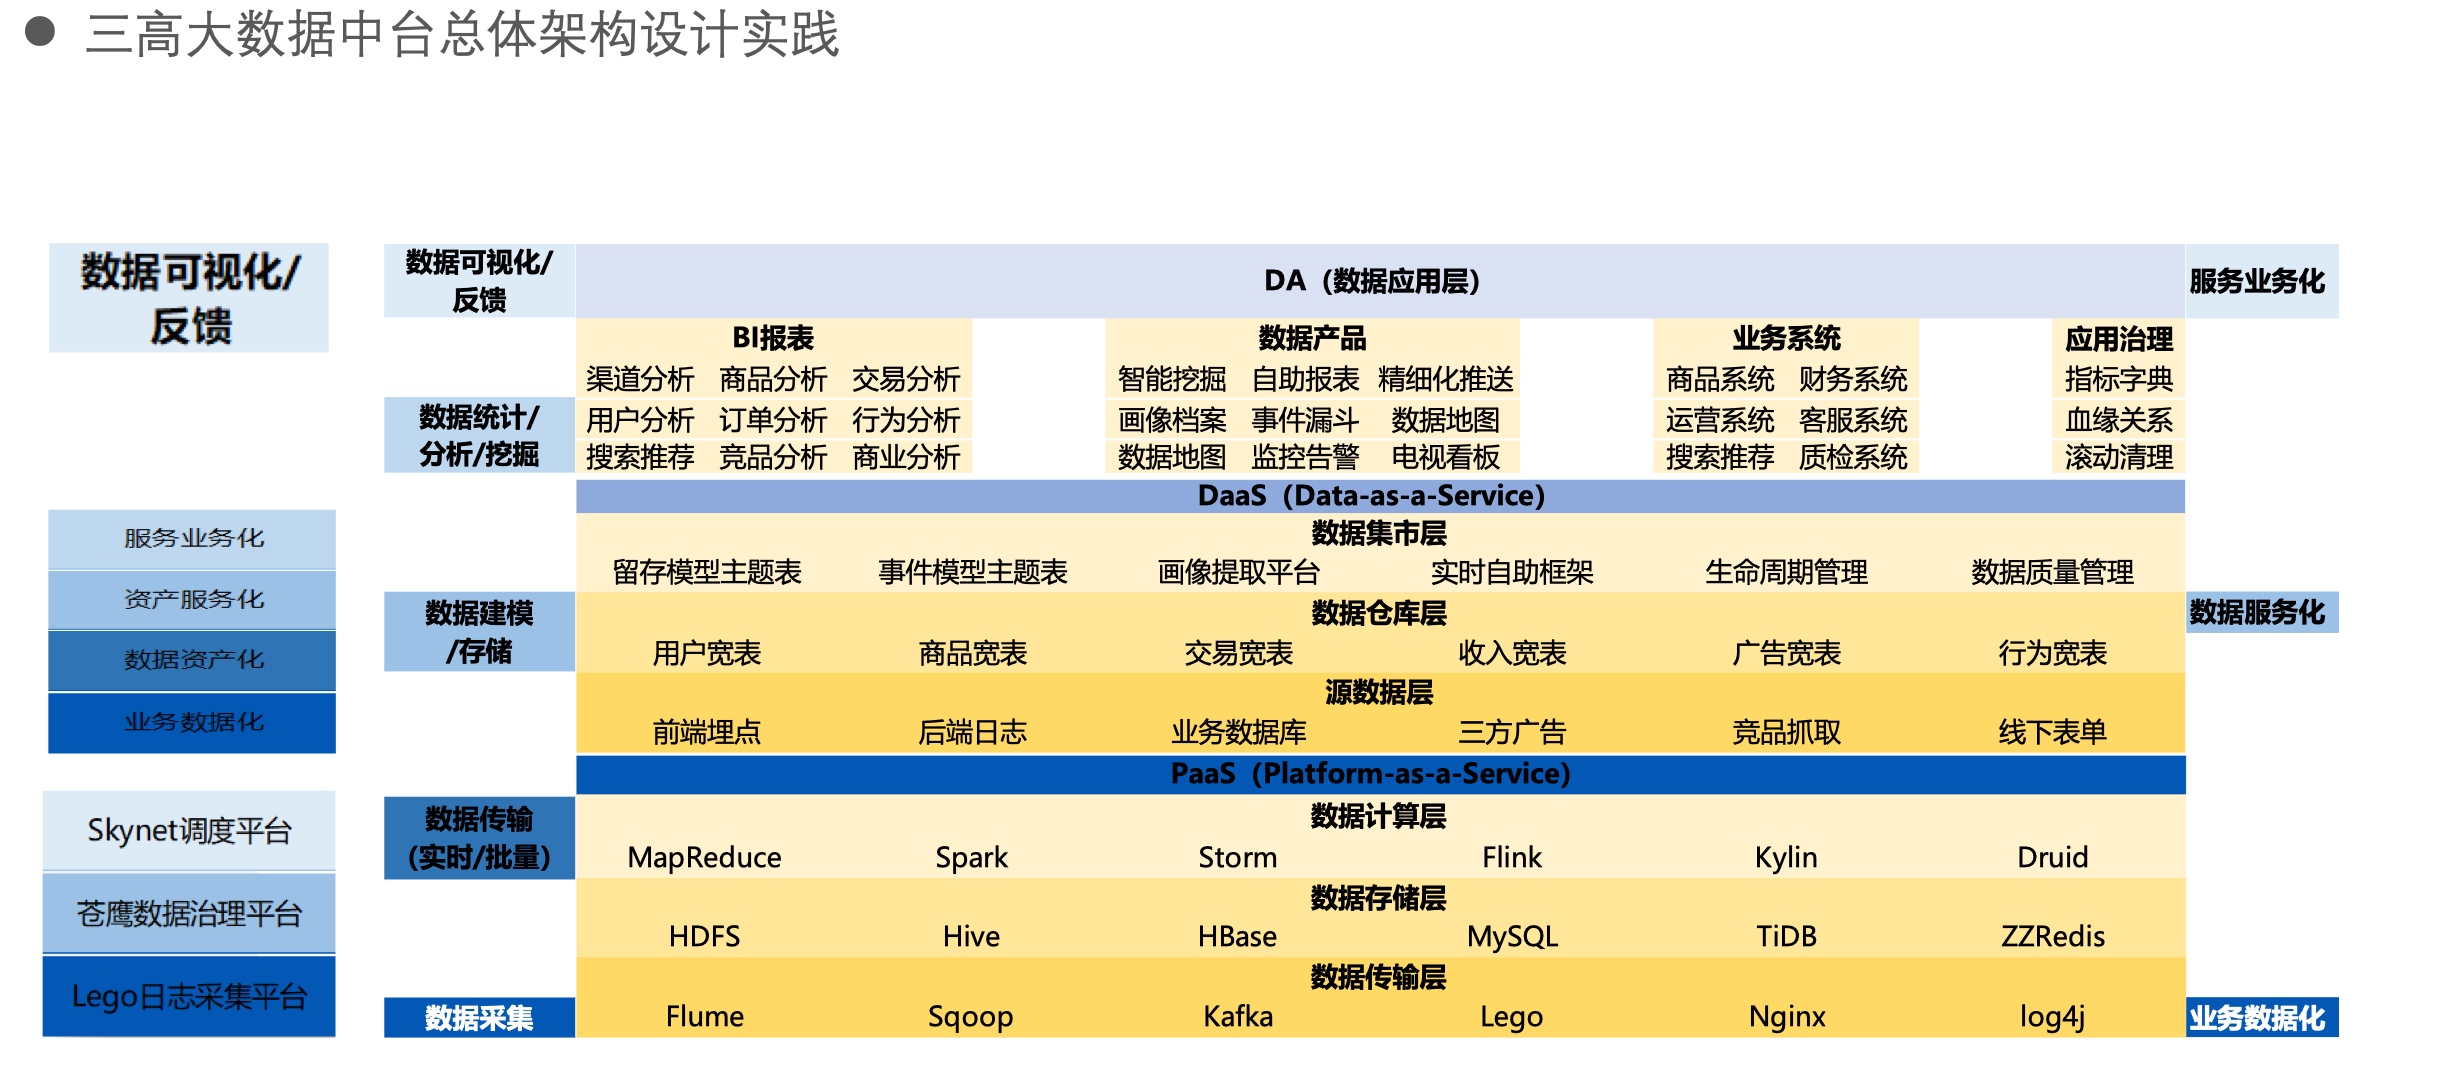 ● 三高大数据中台总体架构设计实践
数据可视化/
反馈
服务业务化
资产服务化
数据资产化
业务数据化
Skynet调度平台
苍鹰数据治理平台
Lego日志采集平台
数据可视化/
反馈
DA（数据应用层）
服务业务化
BI报表 数据产品 业务系统 应用治理
渠道分析 商品分析 交易分析 智能挖掘 自助报表 精细化推送 商品系统 财务系统 指标字典
数据统计/
分析/挖掘
用户分析 订单分析 行为分析 画像档案 事件漏斗 数据地图 运营系统 客服系统 血缘关系
搜索推荐 竞品分析 商业分析 数据地图 监控告警 电视看板 搜索推荐 质检系统 滚动清理
DaaS（Data-as-a-Service）
数据集市层
留存模型主题表 事件模型主题表 画像提取平台 实时自助框架 生命周期管理 数据质量管理
数据建模
/存储
数据仓库层
数据服务化
用户宽表 商品宽表 交易宽表 收入宽表 广告宽表 行为宽表
源数据层
前端埋点 后端日志 业务数据库 三方广告 竞品抓取 线下表单
PaaS（Platform-as-a-Service）
数据传输
（实时/批量）
数据计算层
MapReduce Spark Storm Flink Kylin Druid
数据存储层
HDFS Hive HBase MySQL TiDB ZZRedis
数据传输层
数据采集
Flume Sqoop Kafka Lego Nginx log4j
业务数据化